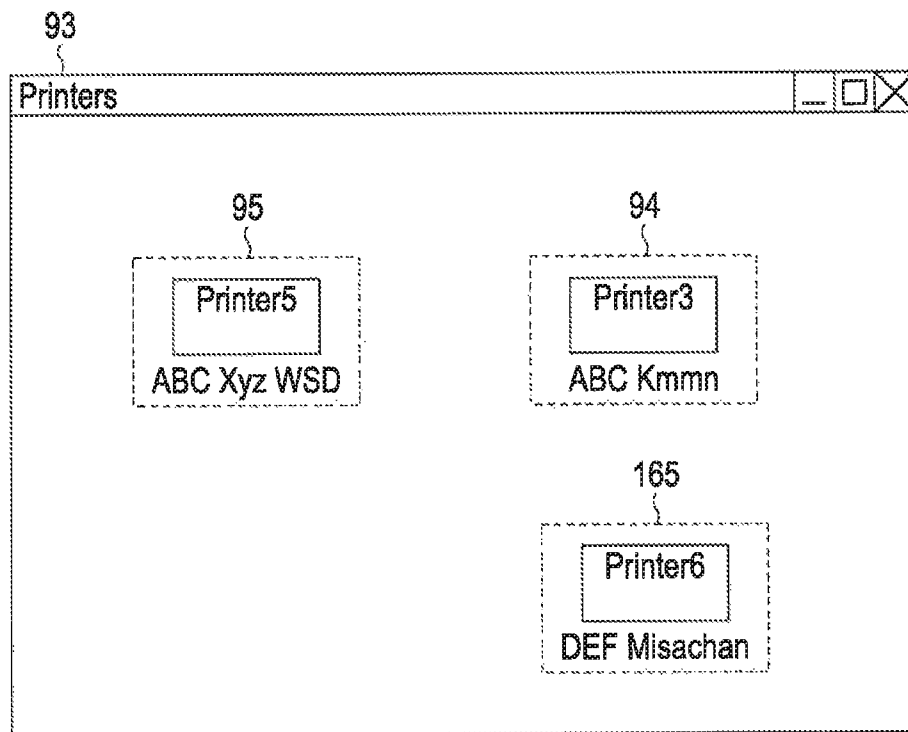 93
Printers
95
94
Printer5
Printer3
ABC Xyz WSD
ABC Kmmn
165
Printer6
DEF Misachan